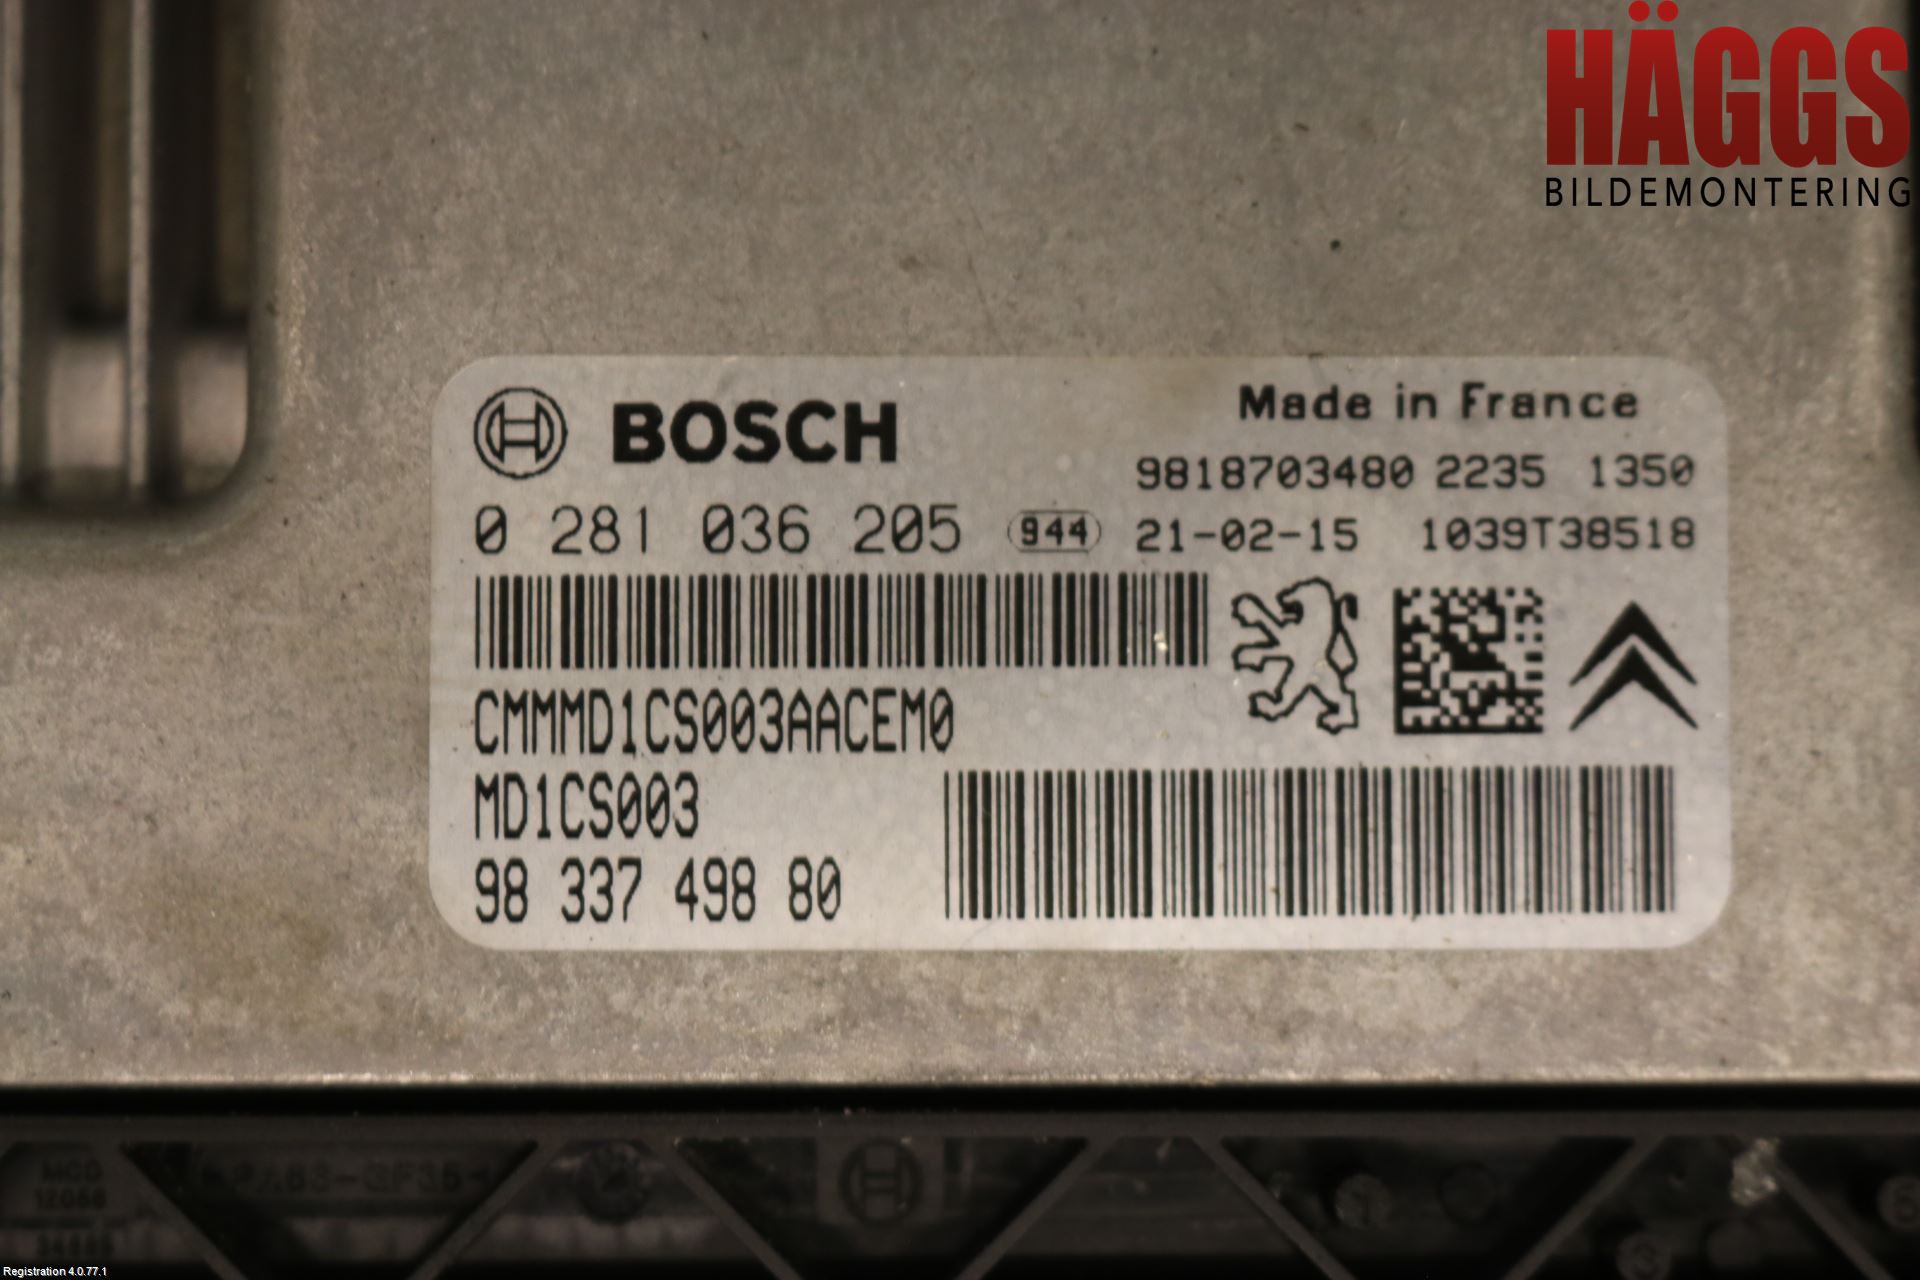 HÄGGS
BILDEMONTERING
BOSCH
Made in France
9818703480 2235 1350
0 281 036 205 944 21-02-15 1039T38518
CMMMD1CS003AACEM0
MD1CS003
98 337 498 80
Registration 4.0.77.1